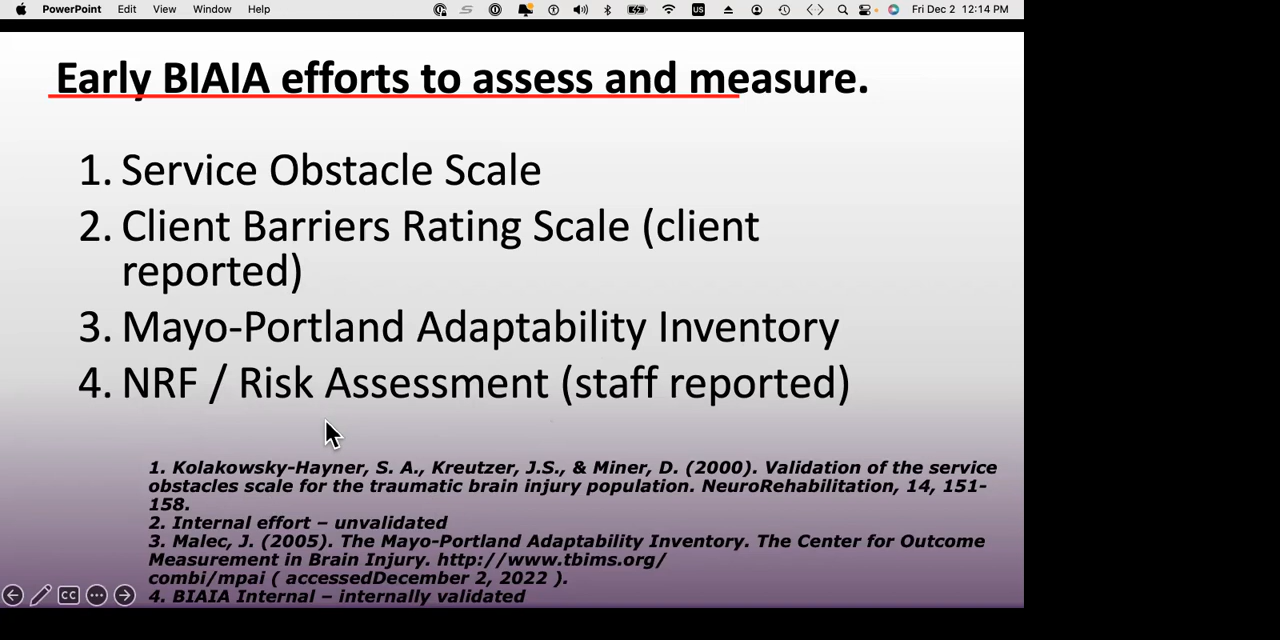 PowerPoint Edit View Window Help US Fri Dec 2 12:14 PM
Early BIAIA efforts to assess and measure.
1. Service Obstacle Scale
2. Client Barriers Rating Scale (client
reported)
3. Mayo-Portland Adaptability Inventory
4. NRF / Risk Assessment (staff reported)
1. Kolakowsky-Hayner, S. A., Kreutzer, J.S., & Miner, D. (2000). Validation of the service
obstacles scale for the traumatic brain injury population. NeuroRehabilitation, 14, 151-
158.
2. Internal effort – unvalidated
3. Malec, J. (2005). The Mayo-Portland Adaptability Inventory. The Center for Outcome
Measurement in Brain Injury. http://www.tbims.org/
combi/mpai ( accessedDecember 2, 2022 ).
4. BIAIA Internal – internally validated
CC